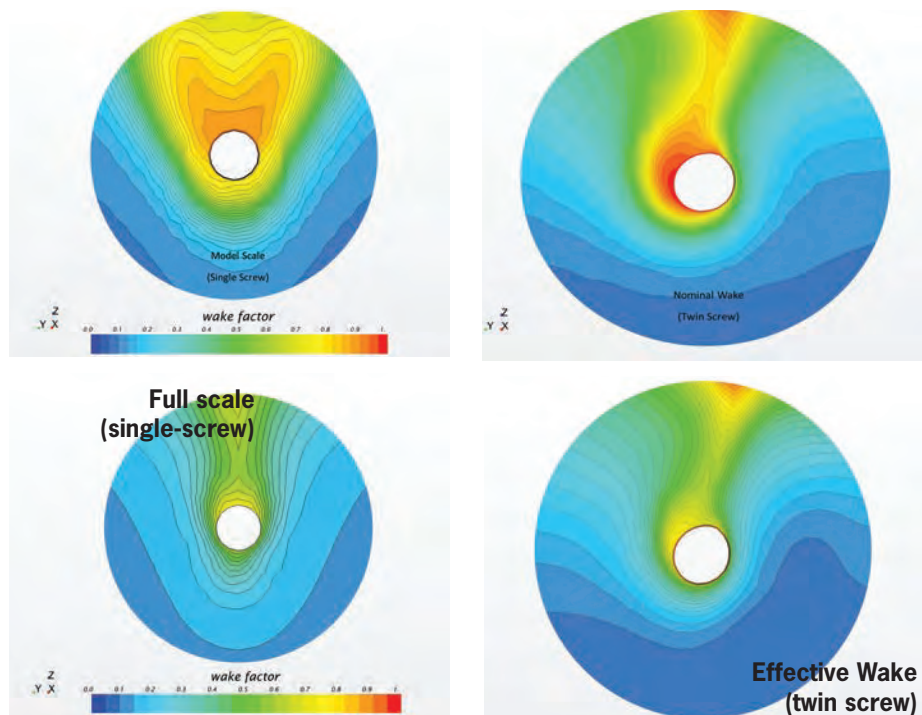 Model Scale
(Single Screw)
Z
Y X
wake factor
0.0 0.1 0.2 0.3 0.4 0.5 0.6 0.7 0.8 0.9 1.
Nominal Wake
(Twin Screw)
Z
Y X
Full scale
(single-screw)
Z
Y X
wake factor
0.0 0.1 0.2 0.3 0.4 0.5 0.6 0.7 0.8 0.9 1.
Effective Wake
(twin screw)